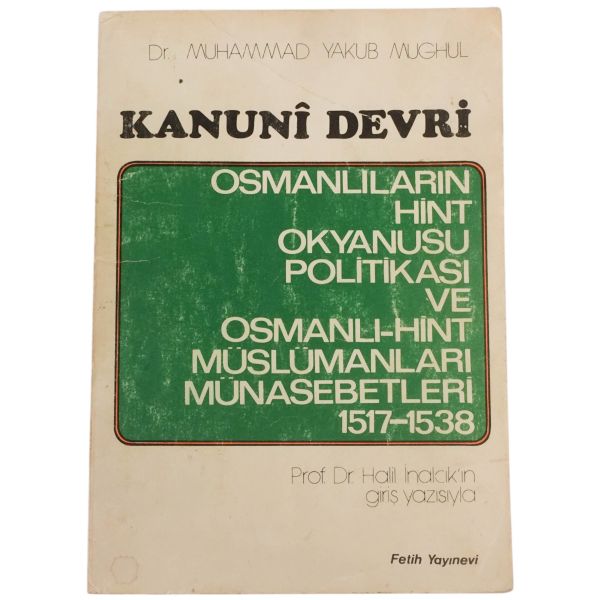 Dr. MUHAMMAD YAKUB MUGHUL
KANUNÎ DEVRİ
OSMANLILARIN
HİNT
OKYANUSU
POLİTİKASI
VE
OSMANLI-HİNT
MÜSLÜMANLARI
MÜNASEBETLERİ
1517-1538
Prof. Dr. Halil İnalcık'ın
giriş yazısıyla
Fetih Yayınevi